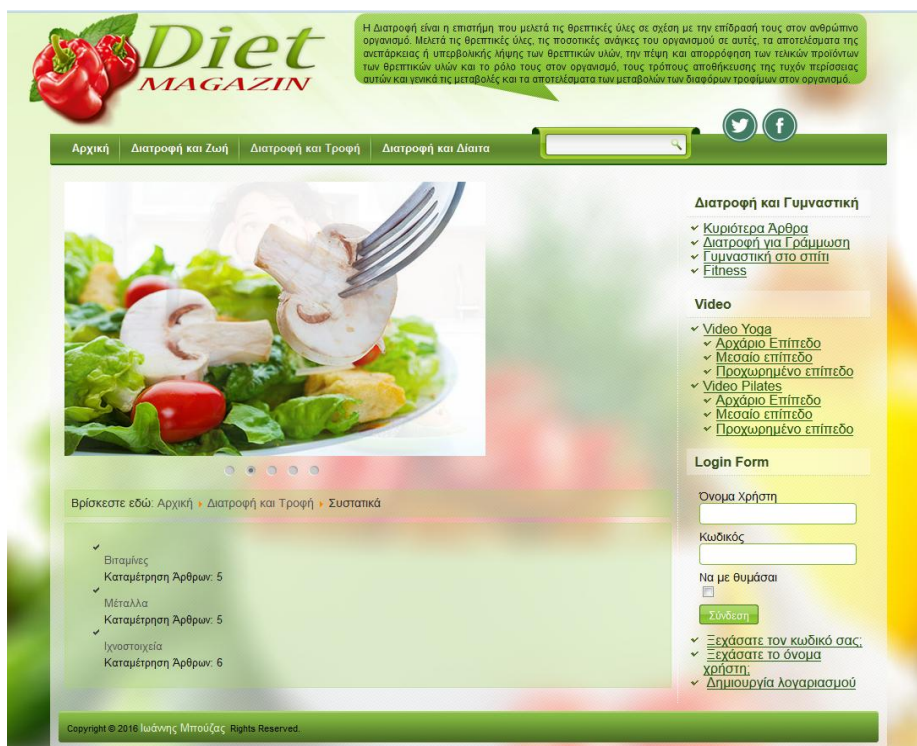 Diet
MAGAZIN
Η Διατροφή είναι η επιστήμη που μελετά τις θρεπτικές ύλες σε σχέση με την επίδρασή τους στον ανθρώπινο
οργανισμό. Μελετά τις θρεπτικές ύλες, τις ποσοτικές ανάγκες του οργανισμού σε αυτές, τα αποτελέσματα της
ανεπάρκειας ή υπερβολικής λήψης των θρεπτικών υλών, την πέψη και απορρόφηση των τελικών προϊόντων
των θρεπτικών υλών και το ρόλο τους στον οργανισμό, τους τρόπους αποθήκευσης της τυχόν περίσσειας
αυτών και γενικά τις μεταβολές και τα αποτελέσματα των μεταβολών των διαφόρων τροφίμων στον οργανισμό.
Αρχική
Διατροφή και Ζωή
Διατροφή και Τροφή
Διατροφή και Δίαιτα
Βρίσκεστε εδώ: Αρχική Διατροφή και Τροφή Συστατικά
Βιταμίνες
Καταμέτρηση Άρθρων: 5
Μέταλλα
Καταμέτρηση Άρθρων: 5
Ιχνοστοιχεία
Καταμέτρηση Άρθρων: 6
Διατροφή και Γυμναστική
Κυριότερα Άρθρα
Διατροφή για Γράμμωση
Γυμναστική στο σπίτι
Fitness
Video
Video Yoga
Αρχάριο Επίπεδο
Μεσαίο επίπεδο
Προχωρημένο επίπεδο
Video Pilates
Αρχάριο Επίπεδο
Μεσαίο επίπεδο
Προχωρημένο επίπεδο
Login Form
Όνομα Χρήστη
Κωδικός
Να με θυμάσαι
Σύνδεση
Ξεχάσατε τον κωδικό σας;
Ξεχάσατε το όνομα
χρήστη;
Δημιουργία λογαριασμού
Copyright © 2016 Ιωάννης Μπούζας. Rights Reserved.